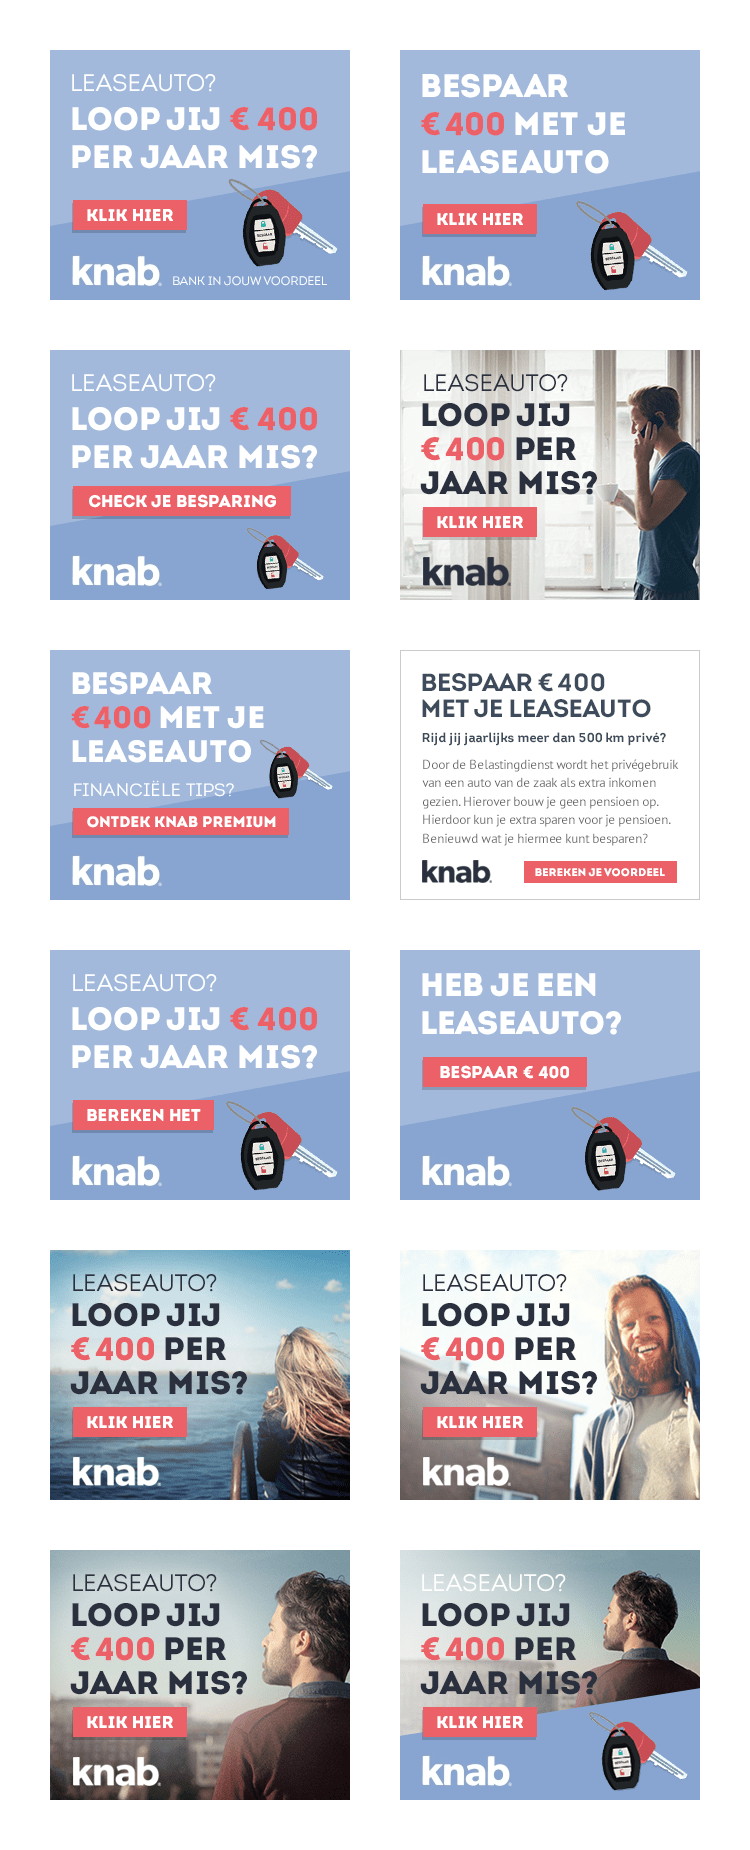 LEASEAUTO?
LOOP JIJ € 400
PER JAAR MIS?
KLIK HIER
BESPAAR
knab.
BANK IN JOUW VOORDEEL
BESPAAR
€ 400 MET JE
LEASEAUTO
KLIK HIER
BESPAAR
knab.
LEASEAUTO?
LOOP JIJ € 400
PER JAAR MIS?
CHECK JE BESPARING
BESPAAR
knab.
LEASEAUTO?
LOOP JIJ
€ 400 PER
JAAR MIS?
KLIK HIER
knab.
BESPAAR
€ 400 MET JE
LEASEAUTO
FINANCIËLE TIPS?
BESPAAR
ONTDEK KNAB PREMIUM
knab.
BESPAAR € 400
MET JE LEASEAUTO
Rijd jij jaarlijks meer dan 500 km privé?
Door de Belastingdienst wordt het privégebruik
van een auto van de zaak als extra inkomen
gezien. Hierover bouw je geen pensioen op.
Hierdoor kun je extra sparen voor je pensioen.
Benieuwd wat je hiermee kunt besparen?
knab.
BEREKEN JE VOORDEEL
LEASEAUTO?
LOOP JIJ € 400
PER JAAR MIS?
BEREKEN HET
BESPAAR
knab.
HEB JE EEN
LEASEAUTO?
BESPAAR € 400
BESPAAR
knab.
LEASEAUTO?
LOOP JIJ
€ 400 PER
JAAR MIS?
KLIK HIER
knab.
LEASEAUTO?
LOOP JIJ
€ 400 PER
JAAR MIS?
KLIK HIER
knab.
LEASEAUTO?
LOOP JIJ
€ 400 PER
JAAR MIS?
KLIK HIER
knab.
LEASEAUTO?
LOOP JIJ
€ 400 PER
JAAR MIS?
KLIK HIER
BESPAAR
knab.